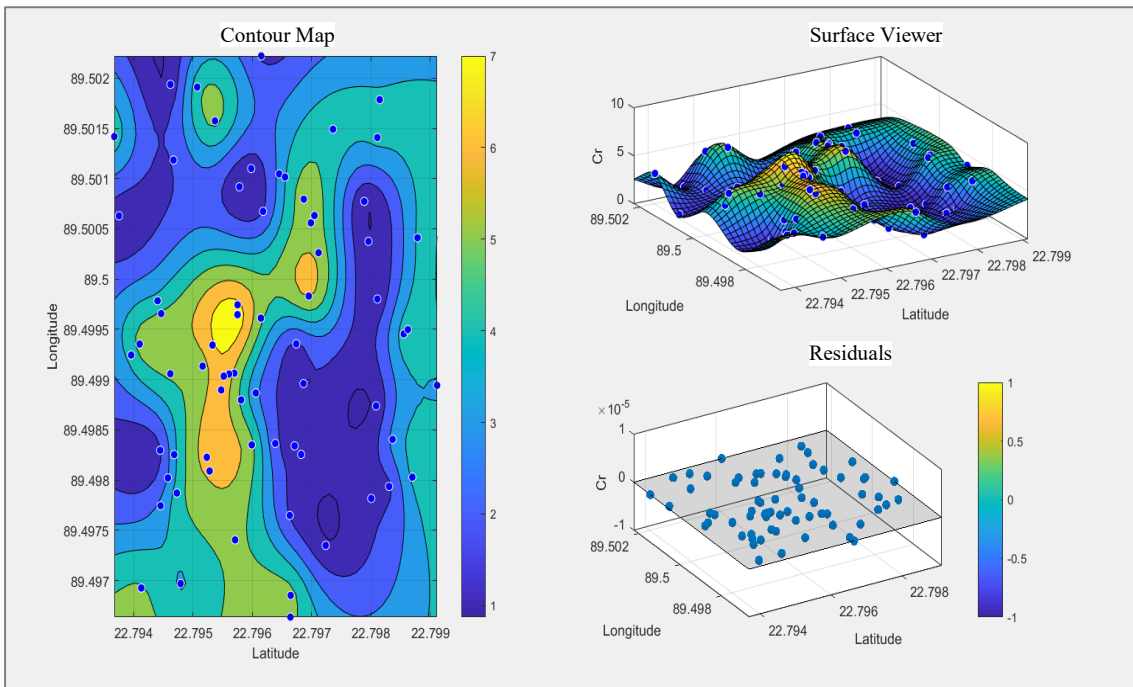 Contour Map
89.502
89.5015
89.501
89.5005
89.5
89.4995
89.499
89.4985
89.498
89.4975
89.497
Longitude
22.794 22.795 22.796 22.797 22.798 22.799
Latitude
7
6
5
4
3
2
1
Surface Viewer
10
5
0
Cr
89.502
89.5
89.498
Longitude
22.794 22.795 22.796 22.797 22.798 22.799
Latitude
Residuals
× 10⁻⁵
1
0
-1
Cr
89.502
89.5
89.498
Longitude
22.794 22.796 22.798
Latitude
1
0.5
0
-0.5
-1